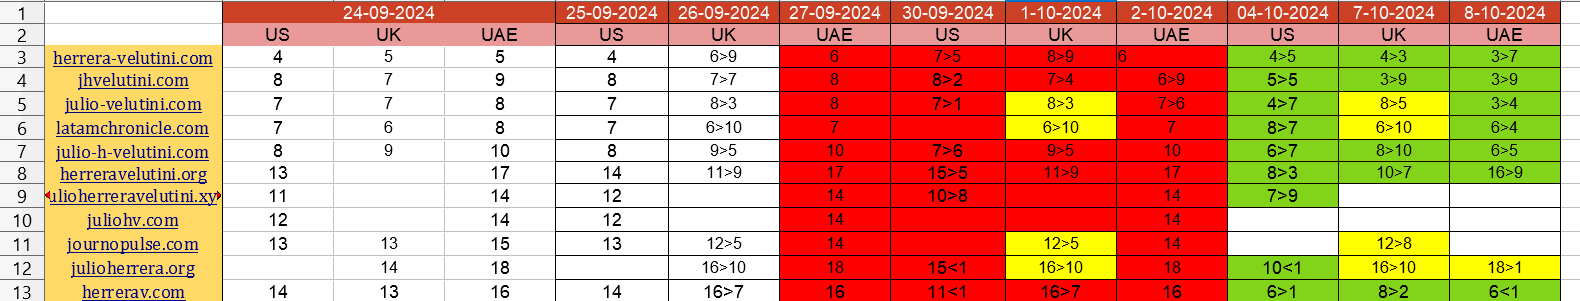 1 24-09-2024 25-09-2024 26-09-2024 27-09-2024 30-09-2024 1-10-2024 2-10-2024 04-10-2024 7-10-2024 8-10-2024
2 US UK UAE US UK UAE US UK UAE US UK UAE
3 herrera-velutini.com 4 5 5 4 6>9 6 7>5 8>9 6 4>5 4>3 3>7
4 jhvelutini.com 8 7 9 8 7>7 8 8>2 7>4 6>9 5>5 3>9 3>9
5 julio-velutini.com 7 7 8 7 8>3 8 7>1 8>3 7>6 4>7 8>5 3>4
6 latamchronicle.com 7 6 8 7 6>10 7 6>10 7 8>7 6>10 6>4
7 julio-h-velutini.com 8 9 10 8 9>5 10 7>6 9>5 10 6>7 8>10 6>5
8 herreravelutini.org 13 17 14 11>9 17 15>5 11>9 17 8>3 10>7 16>9
9 ulioherreravelutini.xy 11 14 12 14 10>8 14 7>9
10 juliohv.com 12 14 12 14 14
11 journopulse.com 13 13 15 13 12>5 14 12>5 14 12>8
12 julioherrera.org 14 18 16>10 18 15<1 16>10 18 10<1 16>10 18>1
13 herrerav.com 14 13 16 14 16>7 16 11<1 16>7 16 6>1 8>2 6<1